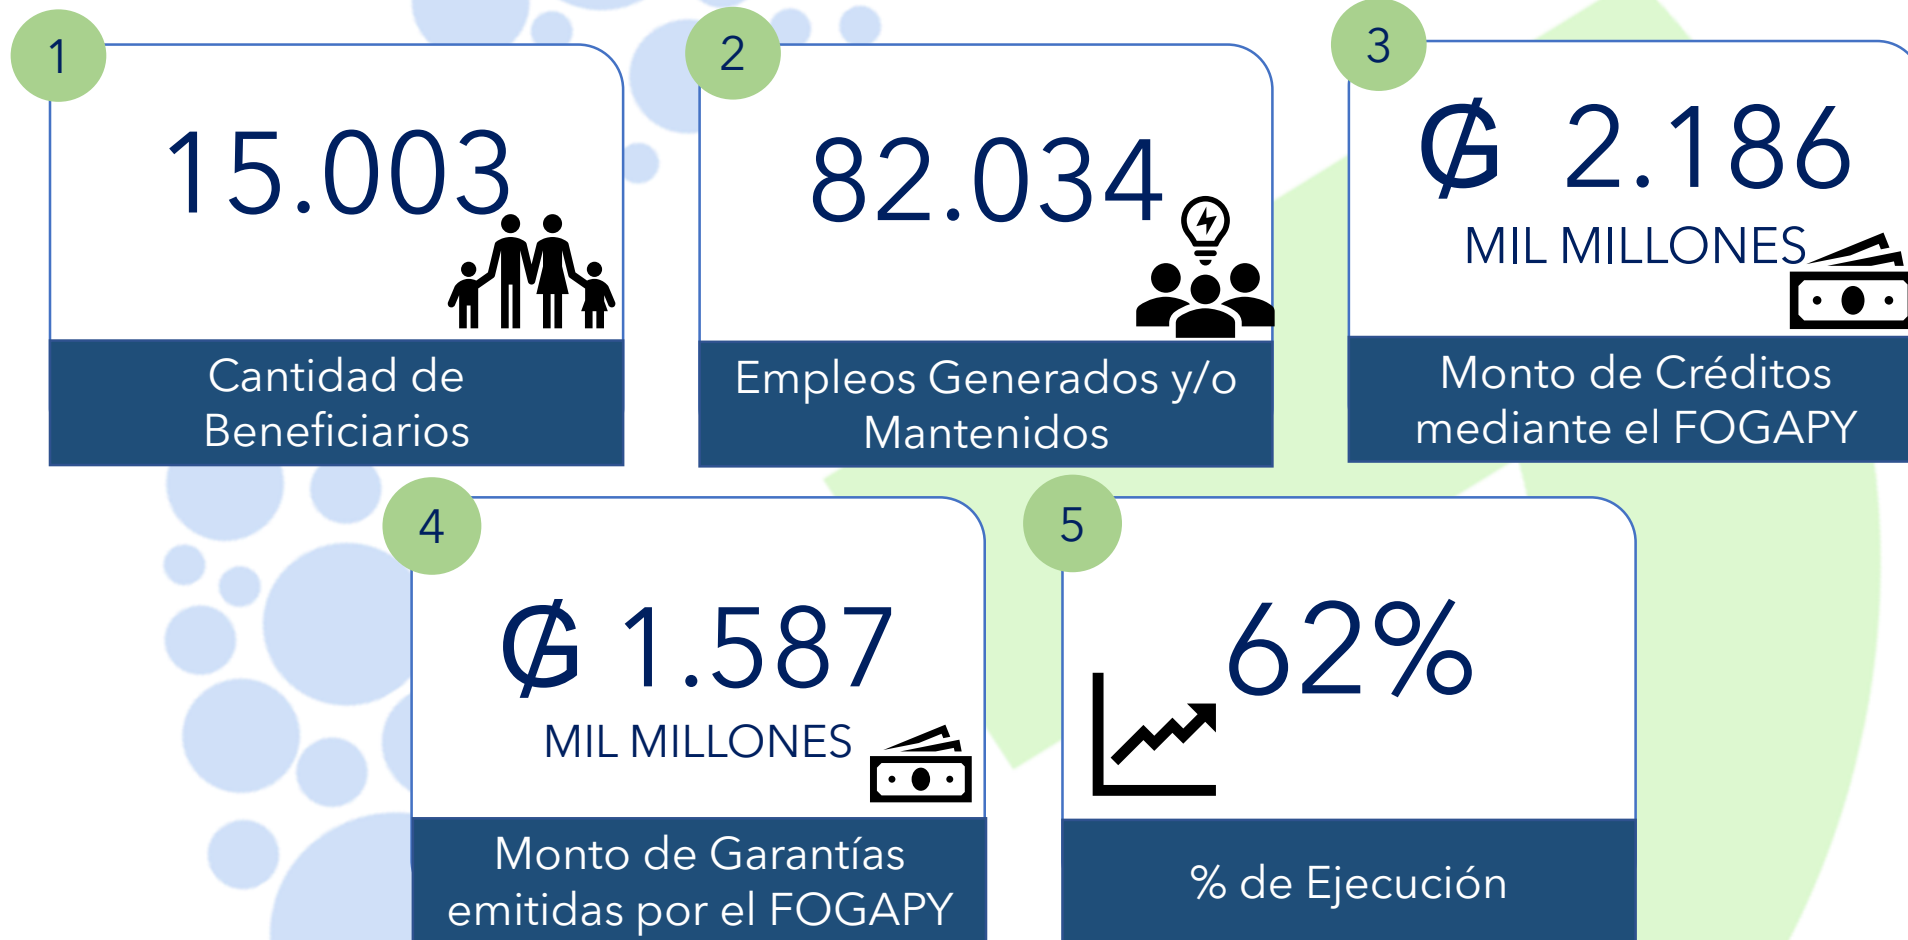 1
15.003
Cantidad de
Beneficiarios
2
82.034
Empleos Generados y/o
Mantenidos
3
₲ 2.186
MIL MILLONES
Monto de Créditos
mediante el FOGAPY
4
₲ 1.587
MIL MILLONES
Monto de Garantías
emitidas por el FOGAPY
5
62%
% de Ejecución